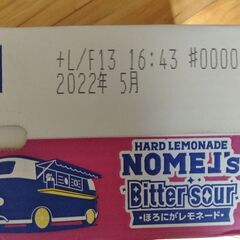 +L/F13 16:43 #0000
2022年 5月
HARD LEMONADE
NOMEL's
Bitter sour
ほろにがレモネード